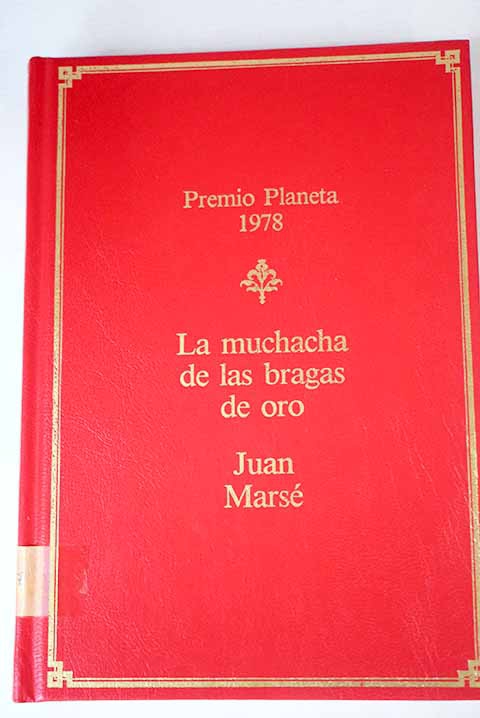 Premio Planeta
1978
La muchacha
de las bragas
de oro
Juan
Marsé